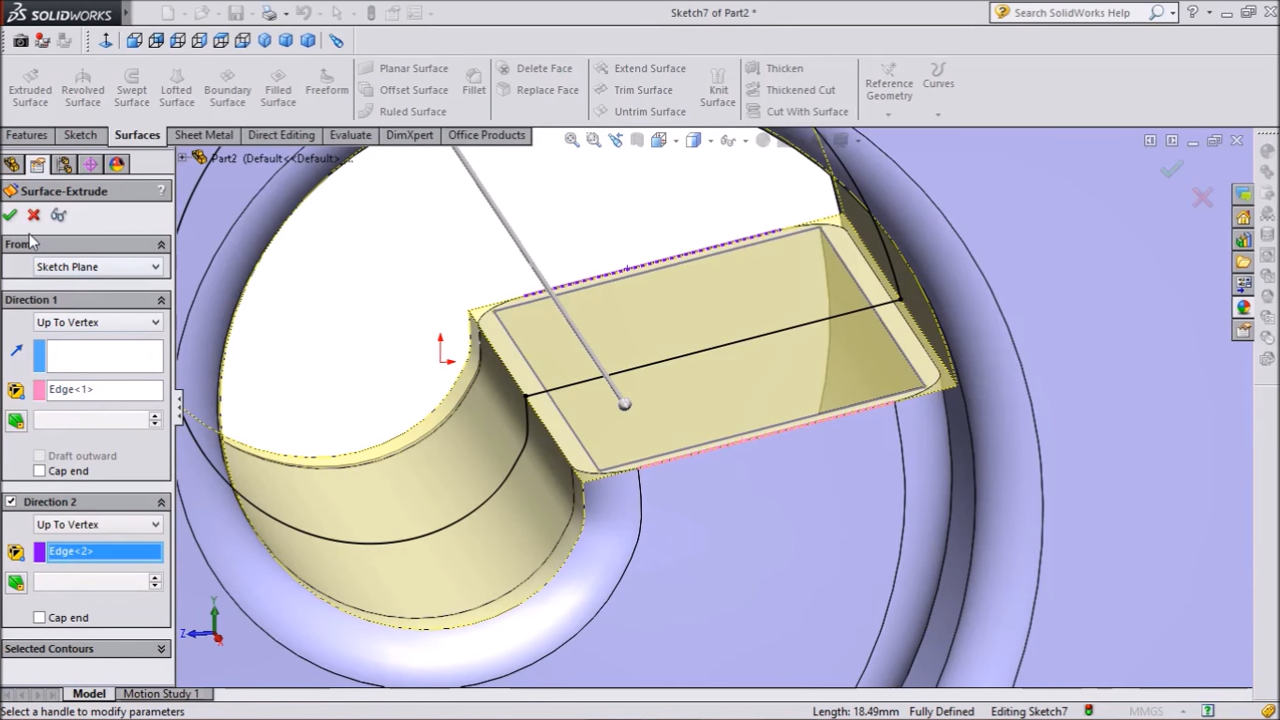 SOLIDWORKS
Sketch7 of Part2 *
Search SolidWorks Help
Extruded Surface
Revolved Surface
Swept Surface
Lofted Surface
Boundary Surface
Filled Surface
Freeform
Planar Surface
Offset Surface
Ruled Surface
Fillet
Delete Face
Replace Face
Extend Surface
Trim Surface
Untrim Surface
Knit Surface
Thicken
Thickened Cut
Cut With Surface
Reference Geometry
Curves
Features
Sketch
Surfaces
Sheet Metal
Direct Editing
Evaluate
DimXpert
Office Products
Part2 (Default<<Default>...
Surface-Extrude
?
From
Sketch Plane
Direction 1
Up To Vertex
Edge<1>
Draft outward
Cap end
Direction 2
Up To Vertex
Edge<2>
Cap end
Selected Contours
Y
Z
X
Model
Motion Study 1
Select a handle to modify parameters
Length: 18.49mm
Fully Defined
Editing Sketch7
MMGS